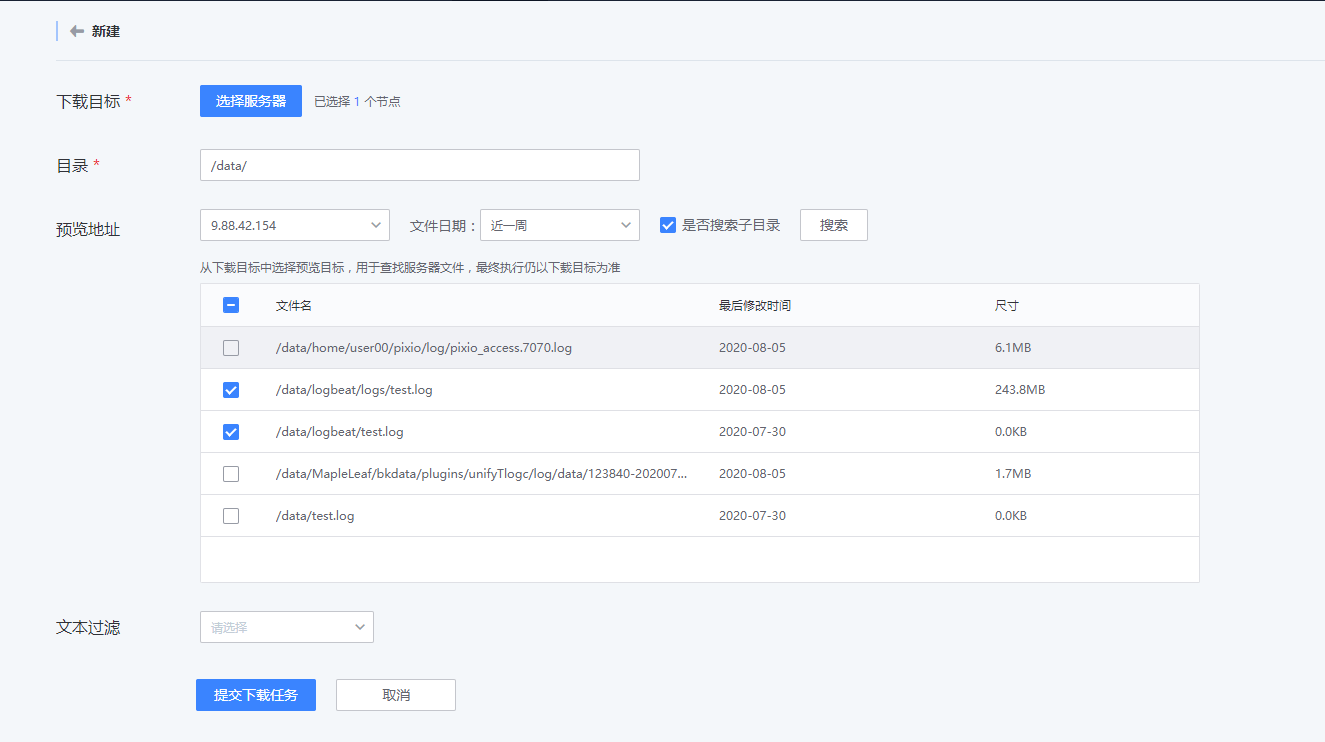 新建
下载目标 * 选择服务器 已选择 1 个节点
目录 * /data/
预览地址 9.88.42.154 文件日期： 近一周 是否搜索子目录 搜索
从下载目标中选择预览目标，用于查找服务器文件，最终执行仍以下载目标为准
文件名 最后修改时间 尺寸
/data/home/user00/pixio/log/pixio_access.7070.log 2020-08-05 6.1MB
/data/logbeat/logs/test.log 2020-08-05 243.8MB
/data/logbeat/test.log 2020-07-30 0.0KB
/data/MapleLeaf/bkdata/plugins/unifyTlogc/log/data/123840-202007... 2020-08-05 1.7MB
/data/test.log 2020-07-30 0.0KB
文本过滤 请选择
提交下载任务 取消